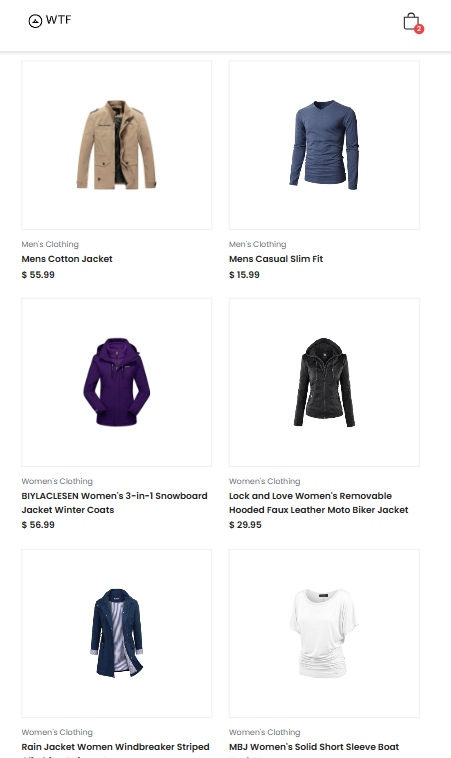 WTF
2
Men's Clothing
Mens Cotton Jacket
$ 55.99
Men's Clothing
Mens Casual Slim Fit
$ 15.99
Women's Clothing
BIYLACLESEN Women's 3-in-1 Snowboard
Jacket Winter Coats
$ 56.99
Women's Clothing
Lock and Love Women's Removable
Hooded Faux Leather Moto Biker Jacket
$ 29.95
Women's Clothing
Rain Jacket Women Windbreaker Striped
Women's Clothing
MBJ Women's Solid Short Sleeve Boat